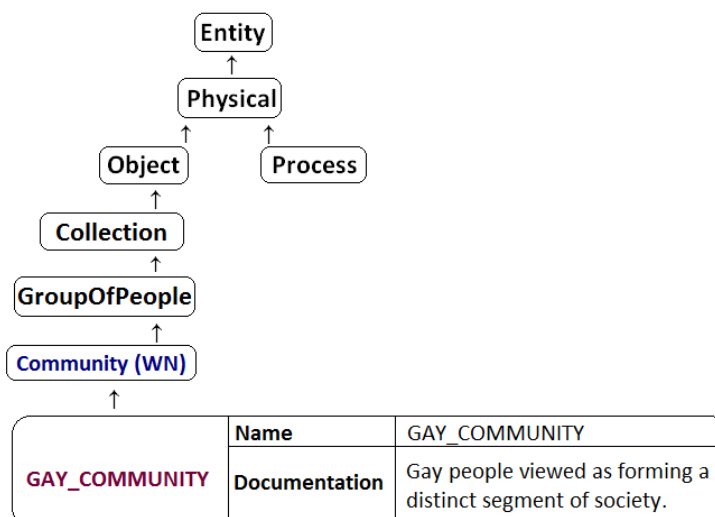 Entity
↑
Physical
↑ ↑
Object Process
↑
Collection
↑
GroupOfPeople
↑
Community (WN)
↑
GAY_COMMUNITY
Name GAY_COMMUNITY
Documentation Gay people viewed as forming a
distinct segment of society.